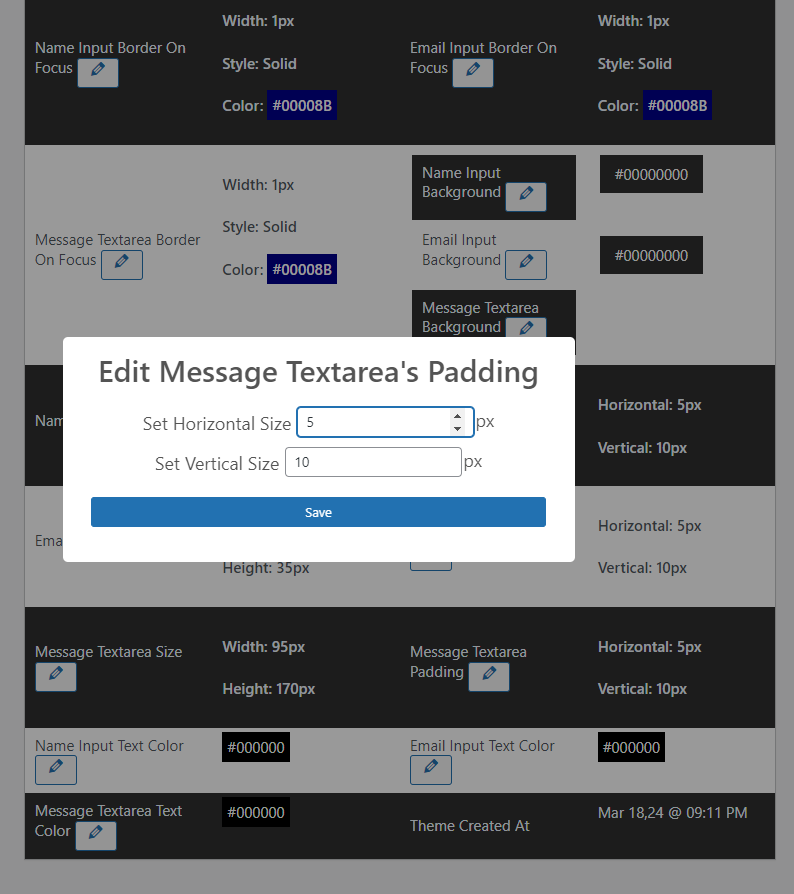 Width: 1px
Width: 1px
Name Input Border On
Focus
Style: Solid
Email Input Border On
Focus
Style: Solid
Color: #00008B
Color: #00008B
Message Textarea Border
On Focus
Width: 1px
Style: Solid
Color: #00008B
Name Input
Background
#00000000
Email Input
Background
#00000000
Message Textarea
Background
Edit Message Textarea's Padding
Set Horizontal Size 5 px
Set Vertical Size 10 px
Save
Nam
Horizontal: 5px
Vertical: 10px
Ema
Height: 35px
Horizontal: 5px
Vertical: 10px
Message Textarea Size
Width: 95px
Height: 170px
Message Textarea
Padding
Horizontal: 5px
Vertical: 10px
Name Input Text Color
#000000
Email Input Text Color
#000000
Message Textarea Text
Color
#000000
Theme Created At
Mar 18,24 @ 09:11 PM